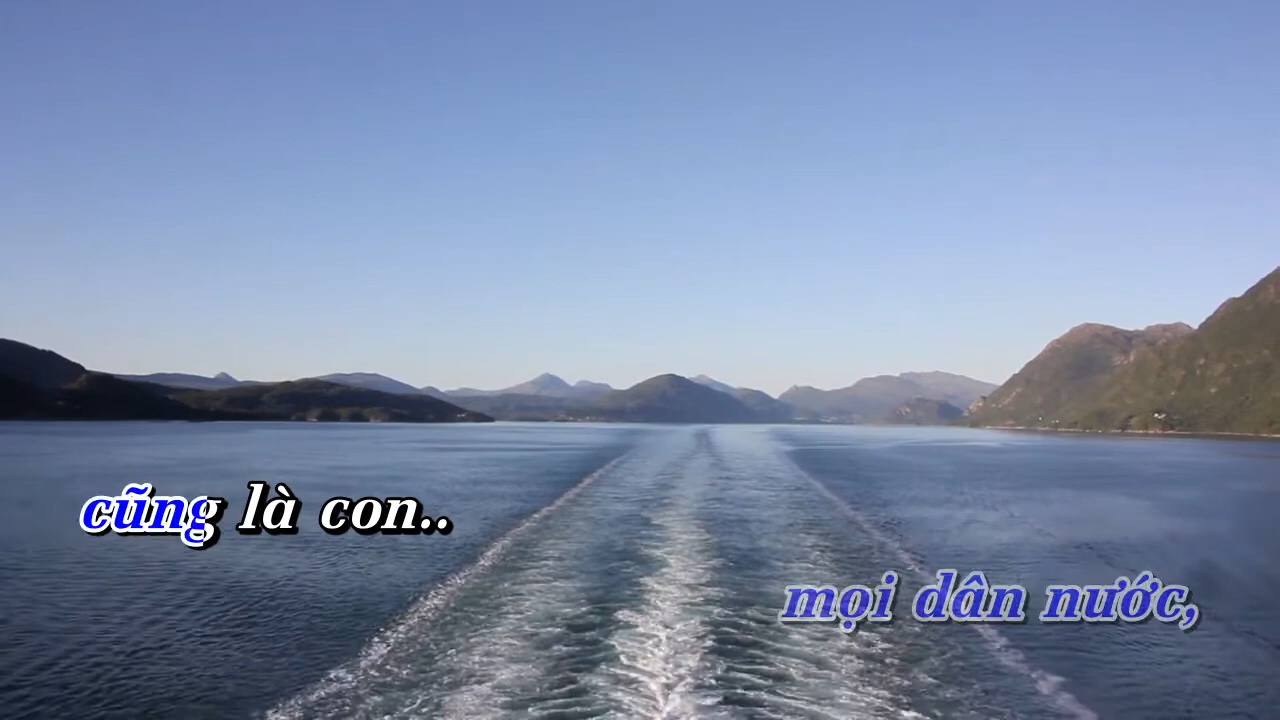 cũng là con..
mọi dân nước,